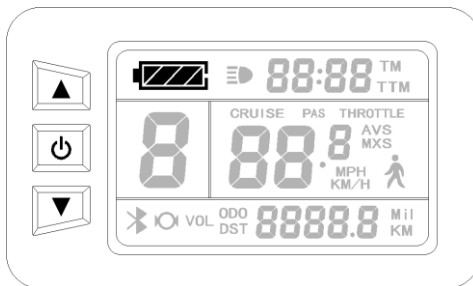 88:88 TM
TTM
CRUISE PAS THROTTLE
8 88.8 AVS
MXS
MPH
KM/H
VOL ODO
DST 8888.8 Mil
KM